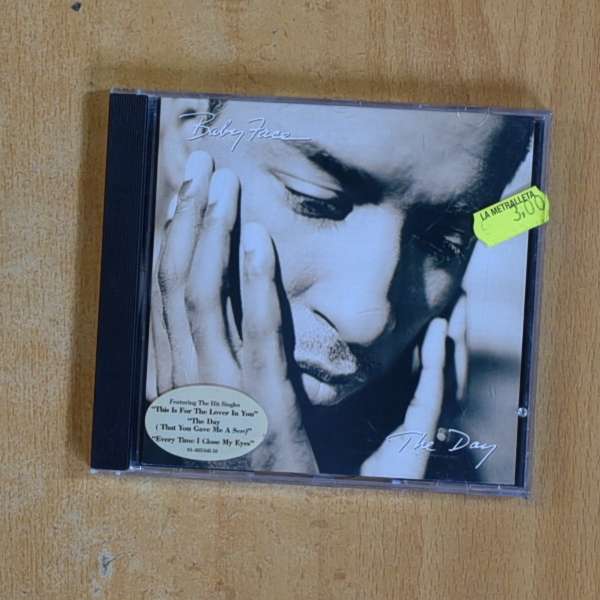 Baby Face
LA METRALLETA
3,00
Featuring The Hit Singles
"This Is For The Lover In You"
"The Day
(That You Gave Me A Son)"
"Every Time I Close My Eyes"
The Day